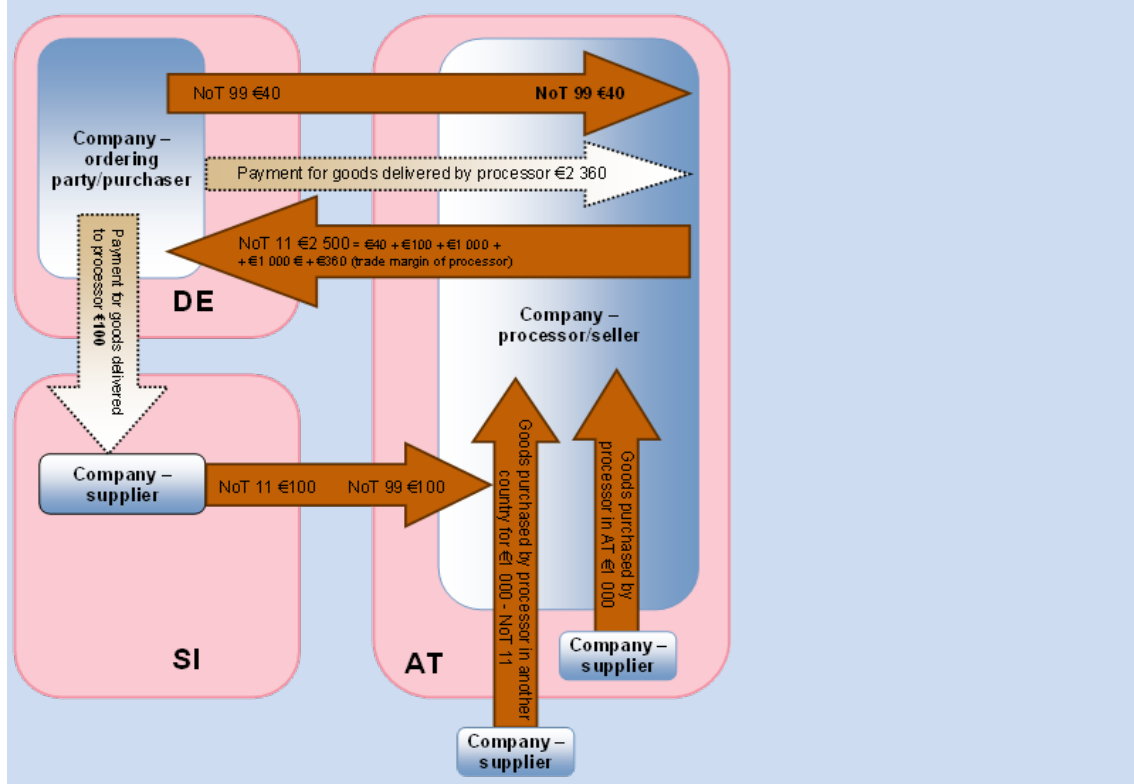 NoT 99 €40
NoT 99 €40
Company –
ordering
party/purchaser
Payment for goods delivered by processor €2 360
NoT 11 €2 500 = €40 + €100 + €1 000 +
+ €1 000 € + €360 (trade margin of processor)
DE
Payment for goods delivered
to processor €100
Company –
processor/seller
Company –
supplier
NoT 11 €100
NoT 99 €100
Goods purchased by processor in another
country for €1 000 - NoT 11
Goods purchased by
processor in AT €1 000
SI
AT
Company –
supplier
Company –
supplier